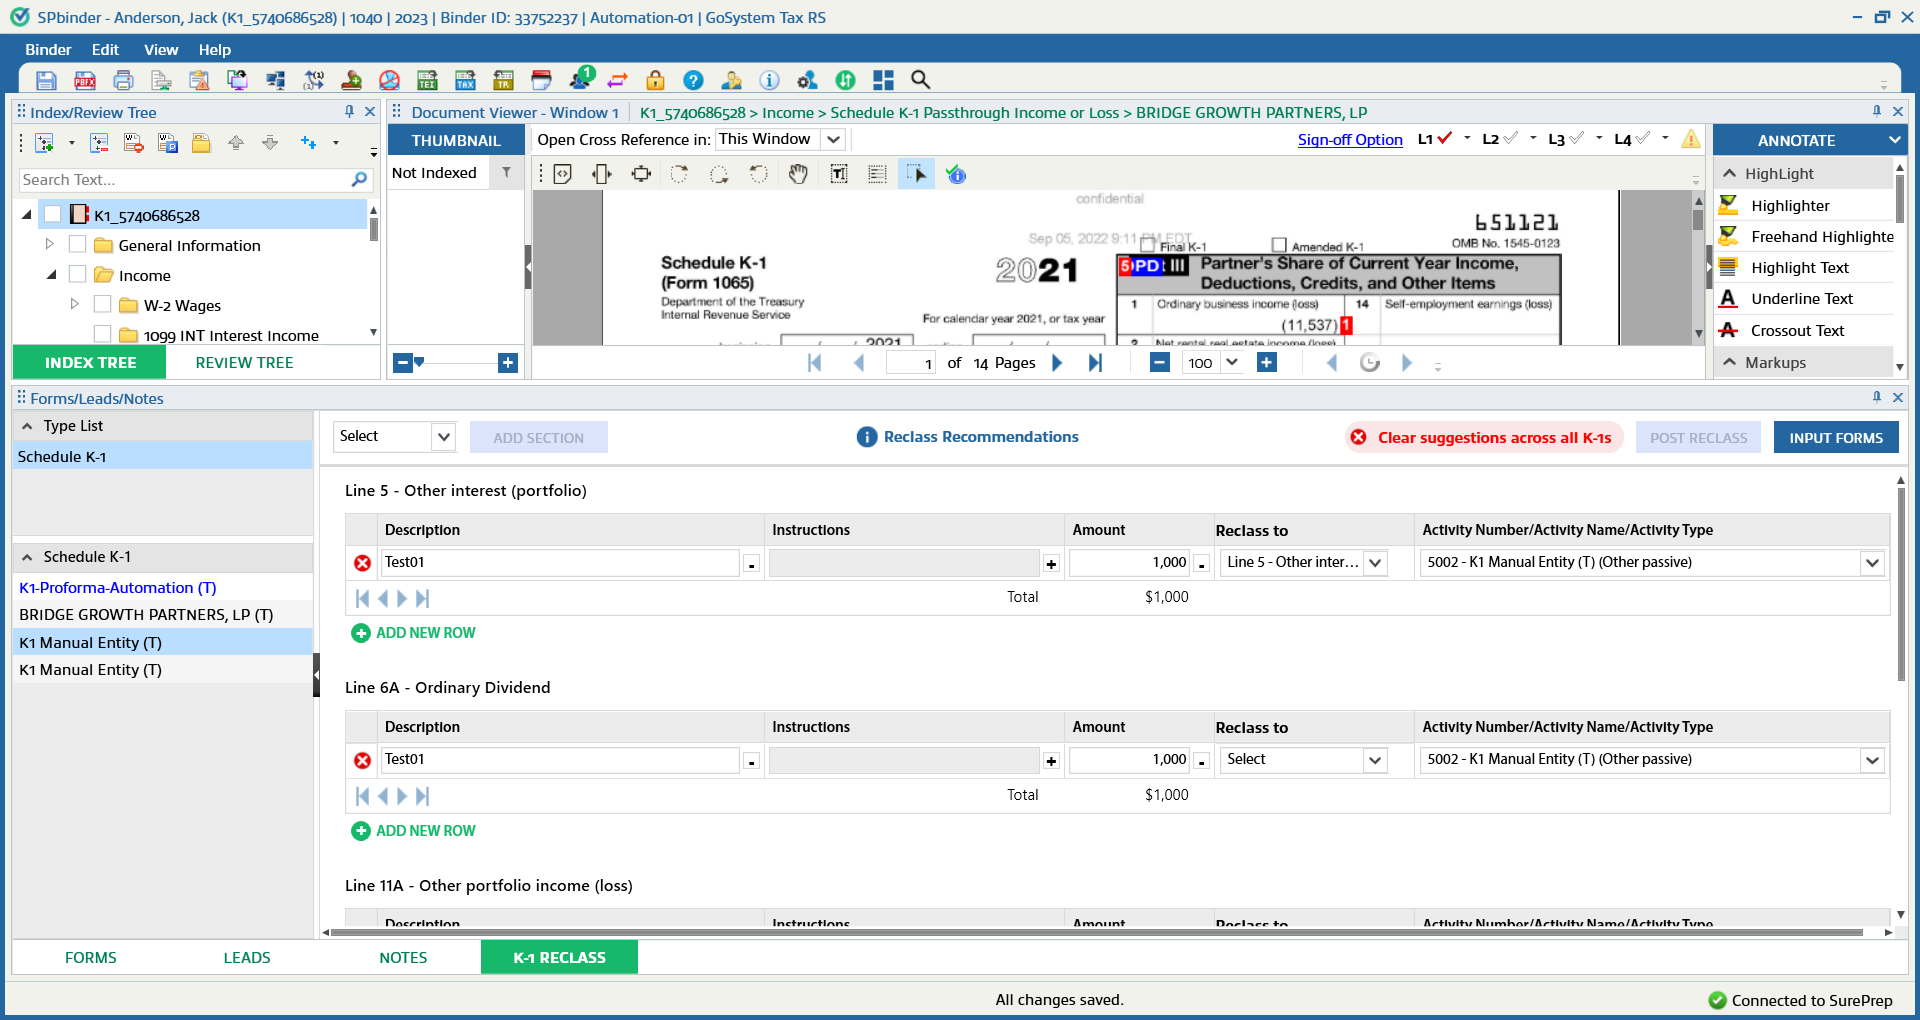 SPbinder - Anderson, Jack (K1_5740686528) | 1040 | 2023 | Binder ID: 33752237 | Automation-01 | GoSystem Tax RS
Binder Edit View Help
PBFX
TEI
TAX
TR
1
Index/Review Tree
Document Viewer - Window 1
K1_5740686528 > Income > Schedule K-1 Passthrough Income or Loss > BRIDGE GROWTH PARTNERS, LP
THUMBNAIL
Open Cross Reference in: This Window
Sign-off Option L1 L2 L3 L4
ANNOTATE
Not Indexed
Search Text...
K1_5740686528
General Information
Income
W-2 Wages
1099 INT Interest Income
INDEX TREE
REVIEW TREE
confidential
651121
Sep 05, 2022 9:11 PM EDT
Final K-1
Amended K-1
OMB No. 1545-0123
Schedule K-1
(Form 1065)
2021
Department of the Treasury
Internal Revenue Service
For calendar year 2021, or tax year
5 PD III Partner's Share of Current Year Income,
Deductions, Credits, and Other Items
1 Ordinary business income (loss)
14 Self-employment earnings (loss)
(11,537) 1
2021
2 Net rental real estate income (loss)
1 of 14 Pages
100
HighLight
Highlighter
Freehand Highlighte
Highlight Text
Underline Text
Crossout Text
Markups
Forms/Leads/Notes
Type List
Schedule K-1
Schedule K-1
K1-Proforma-Automation (T)
BRIDGE GROWTH PARTNERS, LP (T)
K1 Manual Entity (T)
K1 Manual Entity (T)
Select
ADD SECTION
Reclass Recommendations
Clear suggestions across all K-1s
POST RECLASS
INPUT FORMS
Line 5 - Other interest (portfolio)
Description Instructions Amount Reclass to Activity Number/Activity Name/Activity Type
Test01 - + 1,000 - Line 5 - Other inter... 5002 - K1 Manual Entity (T) (Other passive)
Total $1,000
ADD NEW ROW
Line 6A - Ordinary Dividend
Description Instructions Amount Reclass to Activity Number/Activity Name/Activity Type
Test01 - + 1,000 - Select 5002 - K1 Manual Entity (T) (Other passive)
Total $1,000
ADD NEW ROW
Line 11A - Other portfolio income (loss)
Description Instructions Amount Reclass to Activity Number/Activity Name/Activity Type
FORMS
LEADS
NOTES
K-1 RECLASS
All changes saved.
Connected to SurePrep